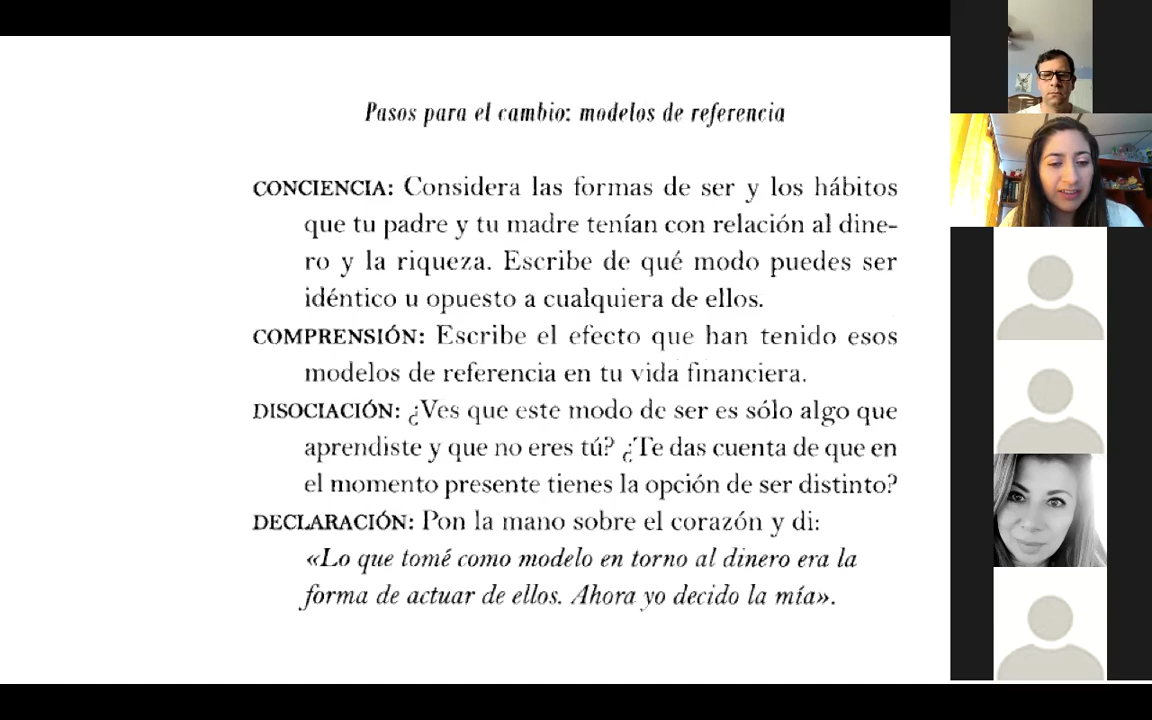 Pasos para el cambio: modelos de referencia
CONCIENCIA: Considera las formas de ser y los hábitos
que tu padre y tu madre tenían con relación al dine-
ro y la riqueza. Escribe de qué modo puedes ser
idéntico u opuesto a cualquiera de ellos.
COMPRENSIÓN: Escribe el efecto que han tenido esos
modelos de referencia en tu vida financiera.
DISOCIACIÓN: ¿Ves que este modo de ser es sólo algo que
aprendiste y que no eres tú? ¿Te das cuenta de que en
el momento presente tienes la opción de ser distinto?
DECLARACIÓN: Pon la mano sobre el corazón y di:
«Lo que tomé como modelo en torno al dinero era la
forma de actuar de ellos. Ahora yo decido la mía».